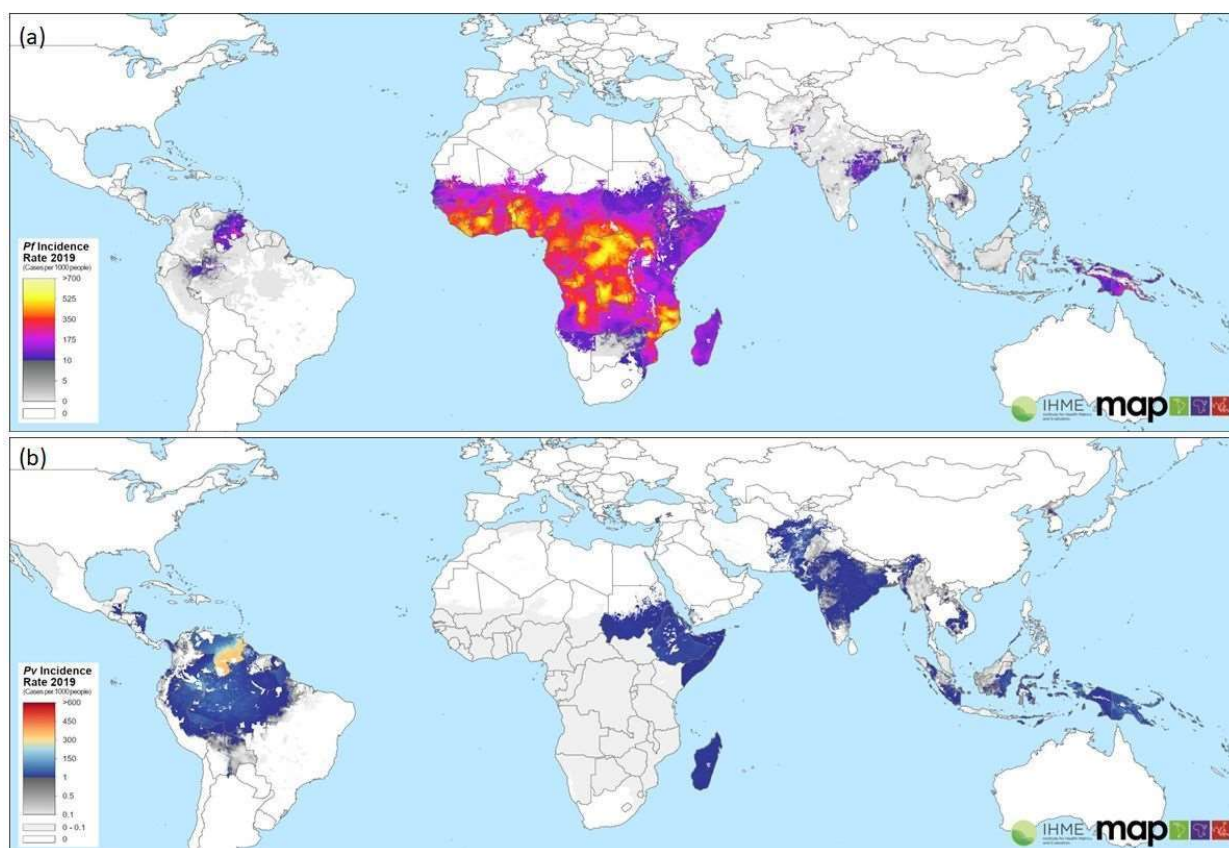 (a)
Pf Incidence
Rate 2019
(Cases per 1000 people)
>700
525
350
175
10
5
0
0
IHME
map
(b)
Pv Incidence
Rate 2019
(Cases per 1000 people)
>600
450
300
150
1
0.5
0.1
0 - 0.1
0
IHME
map